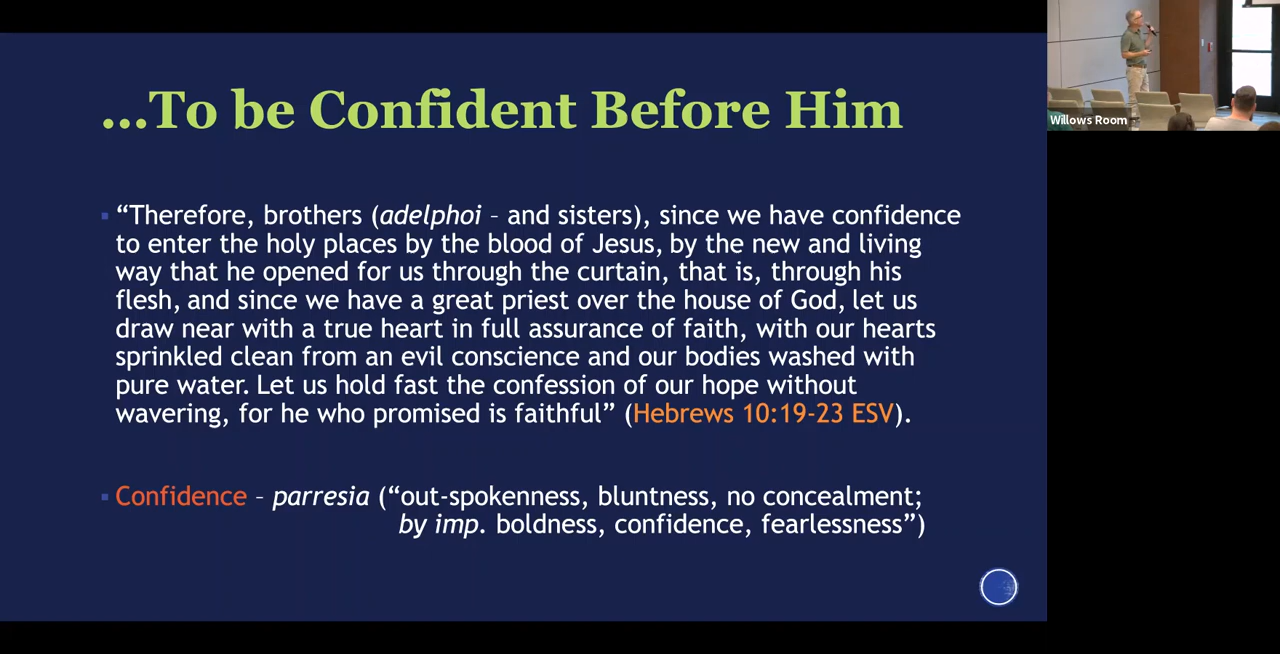 ...To be Confident Before Him
“Therefore, brothers (adelphoi – and sisters), since we have confidence
to enter the holy places by the blood of Jesus, by the new and living
way that he opened for us through the curtain, that is, through his
flesh, and since we have a great priest over the house of God, let us
draw near with a true heart in full assurance of faith, with our hearts
sprinkled clean from an evil conscience and our bodies washed with
pure water. Let us hold fast the confession of our hope without
wavering, for he who promised is faithful” (Hebrews 10:19-23 ESV).
Confidence – parresia (“out-spokenness, bluntness, no concealment;
by imp. boldness, confidence, fearlessness”)
Willows Room